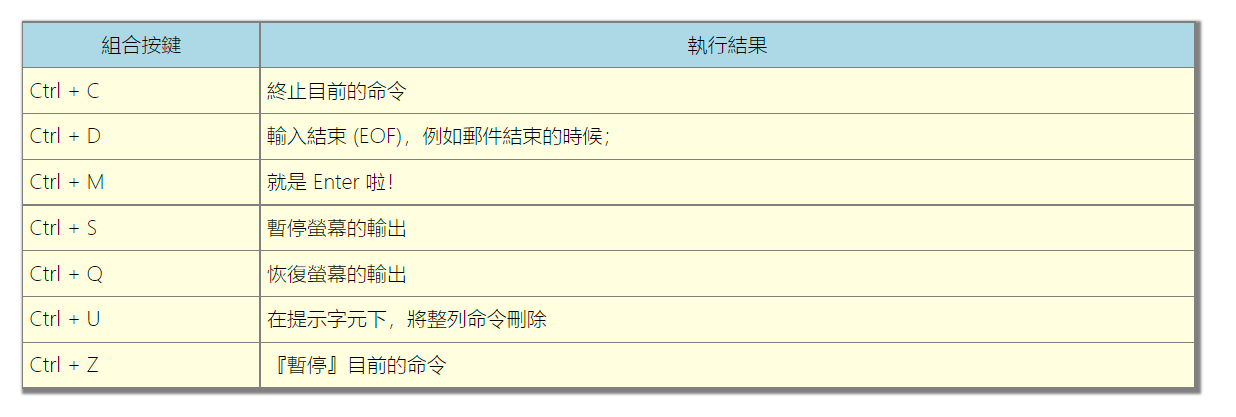 組合按鍵 執行結果
Ctrl + C 終止目前的命令
Ctrl + D 輸入結束 (EOF)，例如郵件結束的時候；
Ctrl + M 就是 Enter 啦！
Ctrl + S 暫停螢幕的輸出
Ctrl + Q 恢復螢幕的輸出
Ctrl + U 在提示字元下，將整列命令刪除
Ctrl + Z 『暫停』目前的命令